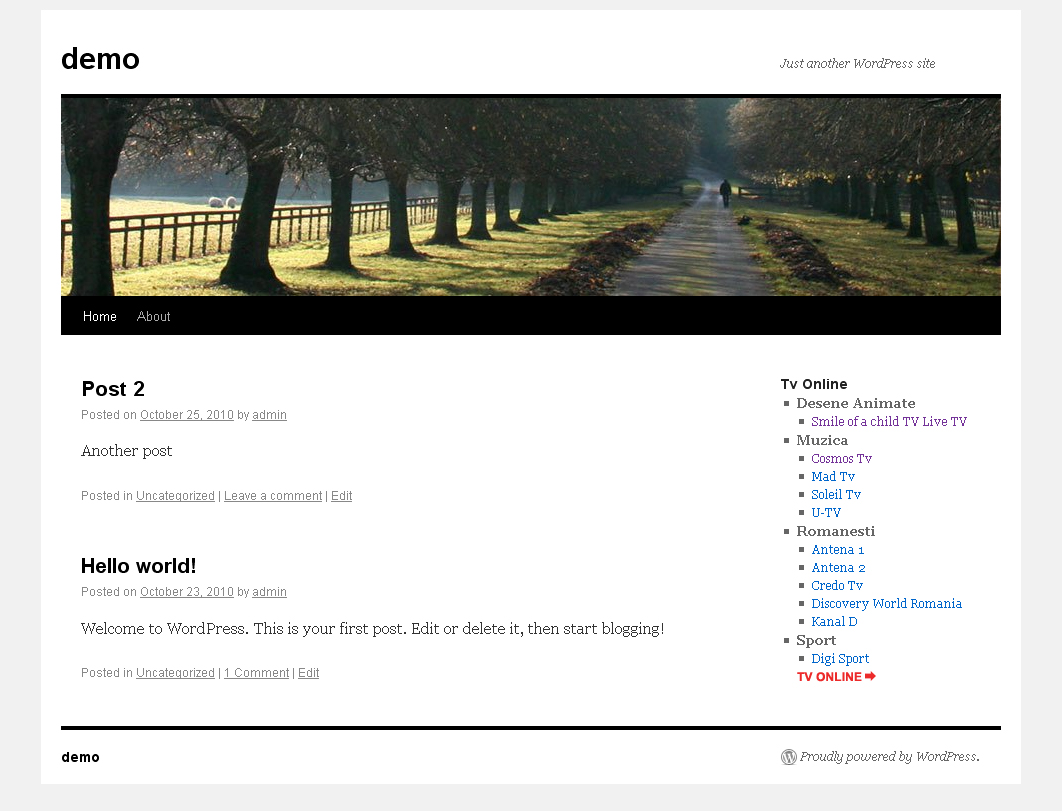 demo
Just another WordPress site
Home About
Post 2
Posted on October 25, 2010 by admin
Another post
Posted in Uncategorized | Leave a comment | Edit
Hello world!
Posted on October 23, 2010 by admin
Welcome to WordPress. This is your first post. Edit or delete it, then start blogging!
Posted in Uncategorized | 1 Comment | Edit
Tv Online
Desene Animate
Smile of a child TV Live TV
Muzica
Cosmos Tv
Mad Tv
Soleil Tv
U-TV
Romanesti
Antena 1
Antena 2
Credo Tv
Discovery World Romania
Kanal D
Sport
Digi Sport
TV ONLINE
demo
Proudly powered by WordPress.